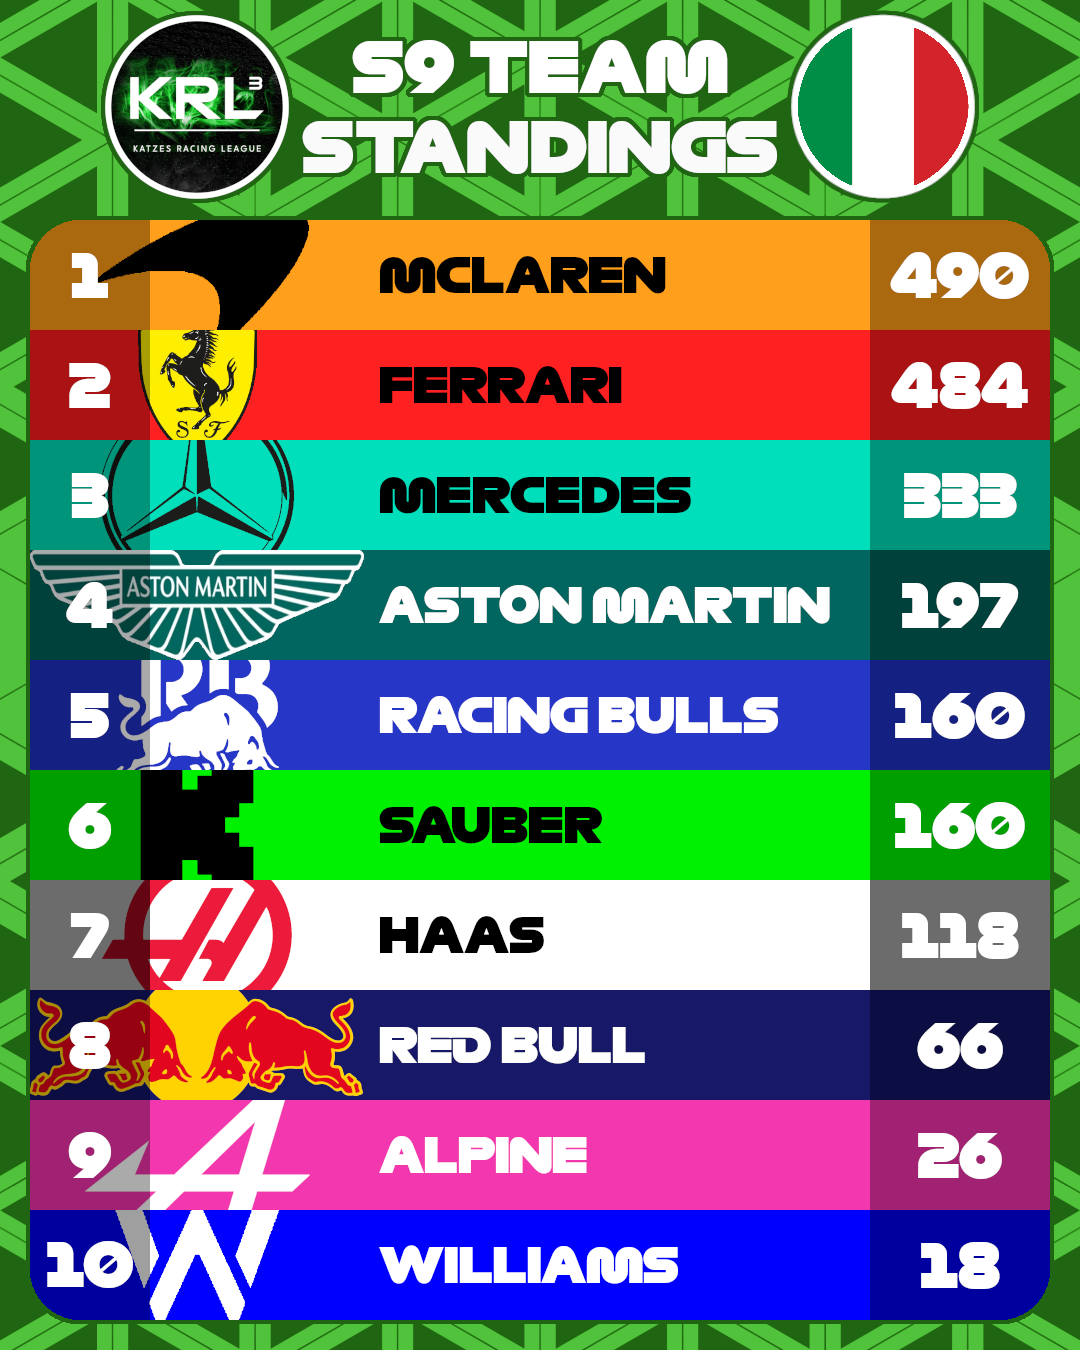 KRL3
KATZES RACING LEAGUE
S9 TEAM
STANDINGS
1 MCLAREN 490
2 S F FERRARI 484
3 MERCEDES 333
4 ASTON MARTIN ASTON MARTIN 197
5 RB RACING BULLS 160
6 SAUBER 160
7 HAAS 118
8 RED BULL 66
9 ALPINE 26
10 WILLIAMS 18